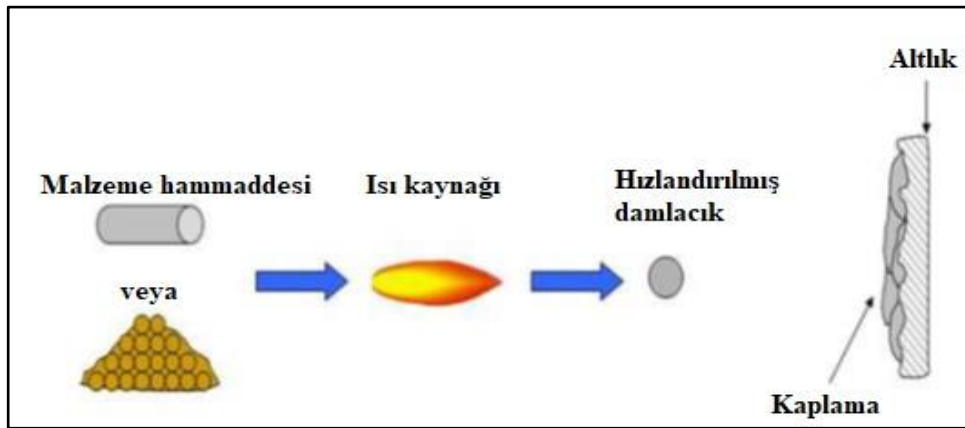 Altlık
Malzeme hammaddesi
Isı kaynağı
Hızlandırılmış
damlacık
veya
Kaplama